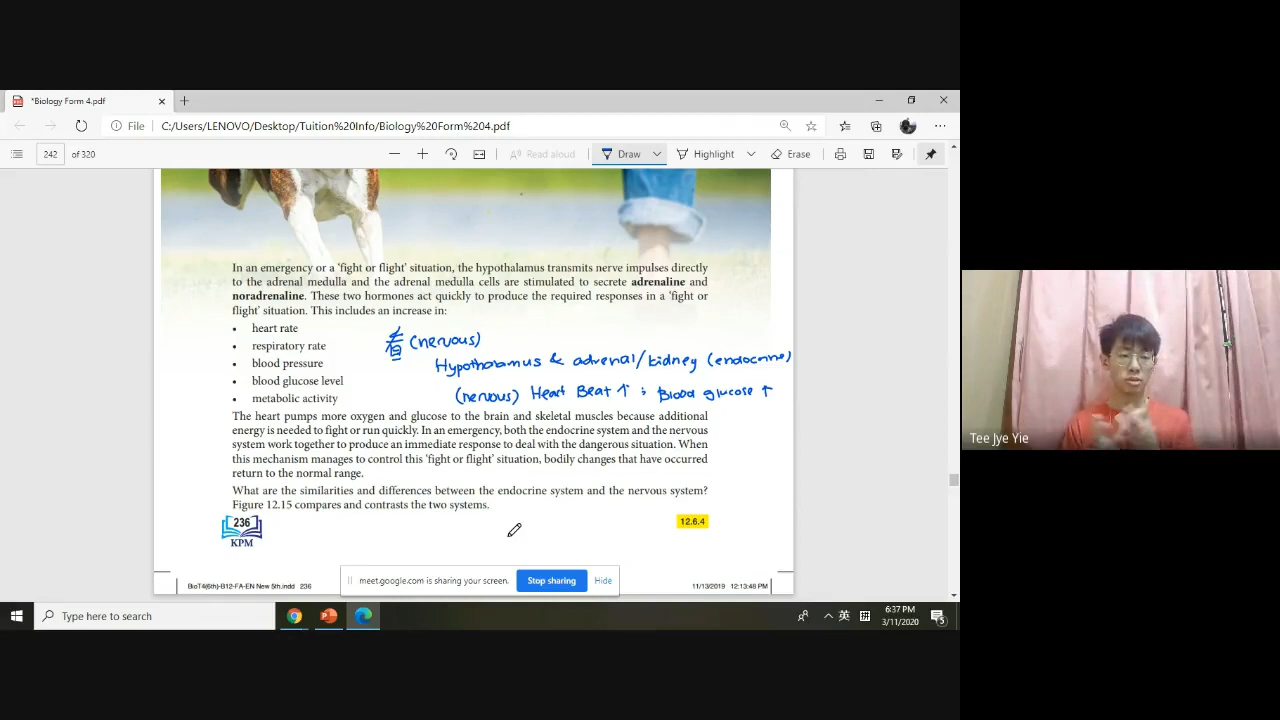 *Biology Form 4.pdf
File
C:/Users/LENOVO/Desktop/Tuition%20Info/Biology%20Form%204.pdf
242 of 320
Read aloud
Draw
Highlight
Erase
In an emergency or a 'fight or flight' situation, the hypothalamus transmits nerve impulses directly
to the adrenal medulla and the adrenal medulla cells are stimulated to secrete adrenaline and
noradrenaline. These two hormones act quickly to produce the required responses in a 'fight or
flight' situation. This includes an increase in:
• heart rate
• respiratory rate
• blood pressure
• blood glucose level
• metabolic activity
看 (nervous)
Hypothalamus & adrenal/kidney (endocrine)
(nervous) Heart Beat ↑ ; Blood glucose ↑
The heart pumps more oxygen and glucose to the brain and skeletal muscles because additional
energy is needed to fight or run quickly. In an emergency, both the endocrine system and the nervous
system work together to produce an immediate response to deal with the dangerous situation. When
this mechanism manages to control this 'fight or flight' situation, bodily changes that have occurred
return to the normal range.
What are the similarities and differences between the endocrine system and the nervous system?
Figure 12.15 compares and contrasts the two systems.
236
KPM
12.6.4
BioT4(6th)-B12-FA-EN New 5th.indd 236
11/13/2019 12:13:48 PM
meet.google.com is sharing your screen.
Stop sharing
Hide
Type here to search
英
6:37 PM
3/11/2020
5
Tee Jye Yie